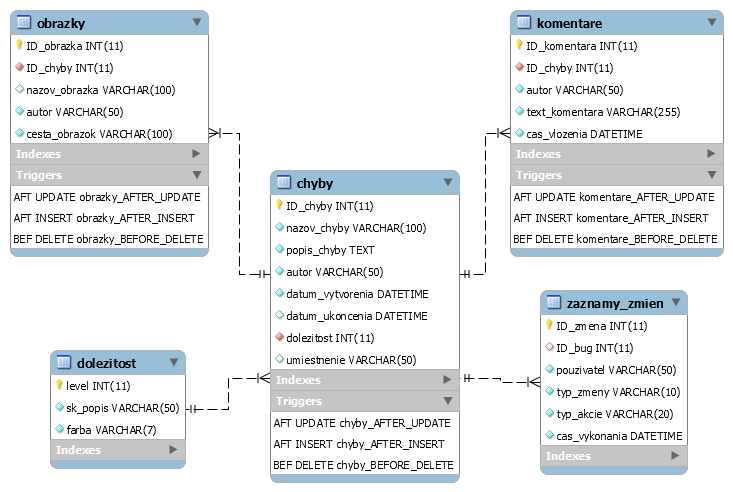 obrazky
ID_obrazka INT(11)
ID_chyby INT(11)
nazov_obrazka VARCHAR(100)
autor VARCHAR(50)
cesta_obrazok VARCHAR(100)
Indexes
Triggers
AFT UPDATE obrazky_AFTER_UPDATE
AFT INSERT obrazky_AFTER_INSERT
BEF DELETE obrazky_BEFORE_DELETE
komentare
ID_komentara INT(11)
ID_chyby INT(11)
autor VARCHAR(50)
text_komentara VARCHAR(255)
cas_vlozenia DATETIME
Indexes
Triggers
AFT UPDATE komentare_AFTER_UPDATE
AFT INSERT komentare_AFTER_INSERT
BEF DELETE komentare_BEFORE_DELETE
chyby
ID_chyby INT(11)
nazov_chyby VARCHAR(100)
popis_chyby TEXT
autor VARCHAR(50)
datum_vytvorenia DATETIME
datum_ukoncenia DATETIME
dolezitost INT(11)
umiestnenie VARCHAR(50)
Indexes
Triggers
AFT UPDATE chyby_AFTER_UPDATE
AFT INSERT chyby_AFTER_INSERT
BEF DELETE chyby_BEFORE_DELETE
dolezitost
level INT(11)
sk_popis VARCHAR(50)
farba VARCHAR(7)
Indexes
zaznamy_zmien
ID_zmena INT(11)
ID_bug INT(11)
pouzivatel VARCHAR(50)
typ_zmeny VARCHAR(10)
typ_akcie VARCHAR(20)
cas_vykonania DATETIME
Indexes